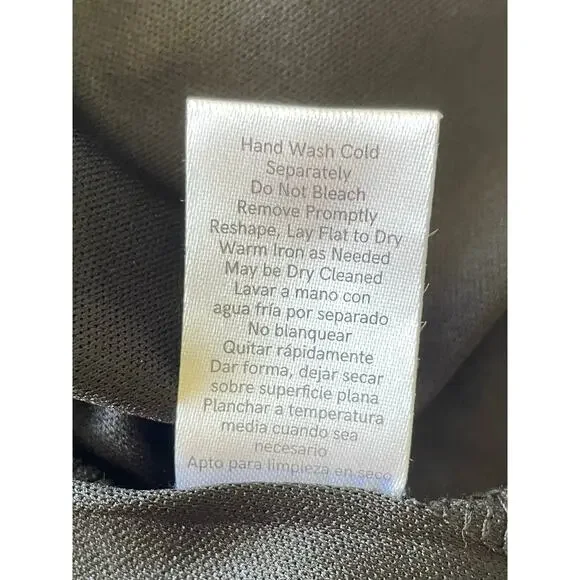 Hand Wash Cold
Separately
Do Not Bleach
Remove Promptly
Reshape, Lay Flat to Dry
Warm Iron as Needed
May be Dry Cleaned
Lavar a mano con
agua fría por separado
No blanquear
Quitar rápidamente
Dar forma, dejar secar
sobre superficie plana
Planchar a temperatura
media cuando sea
necesario
Apto para limpieza en seco